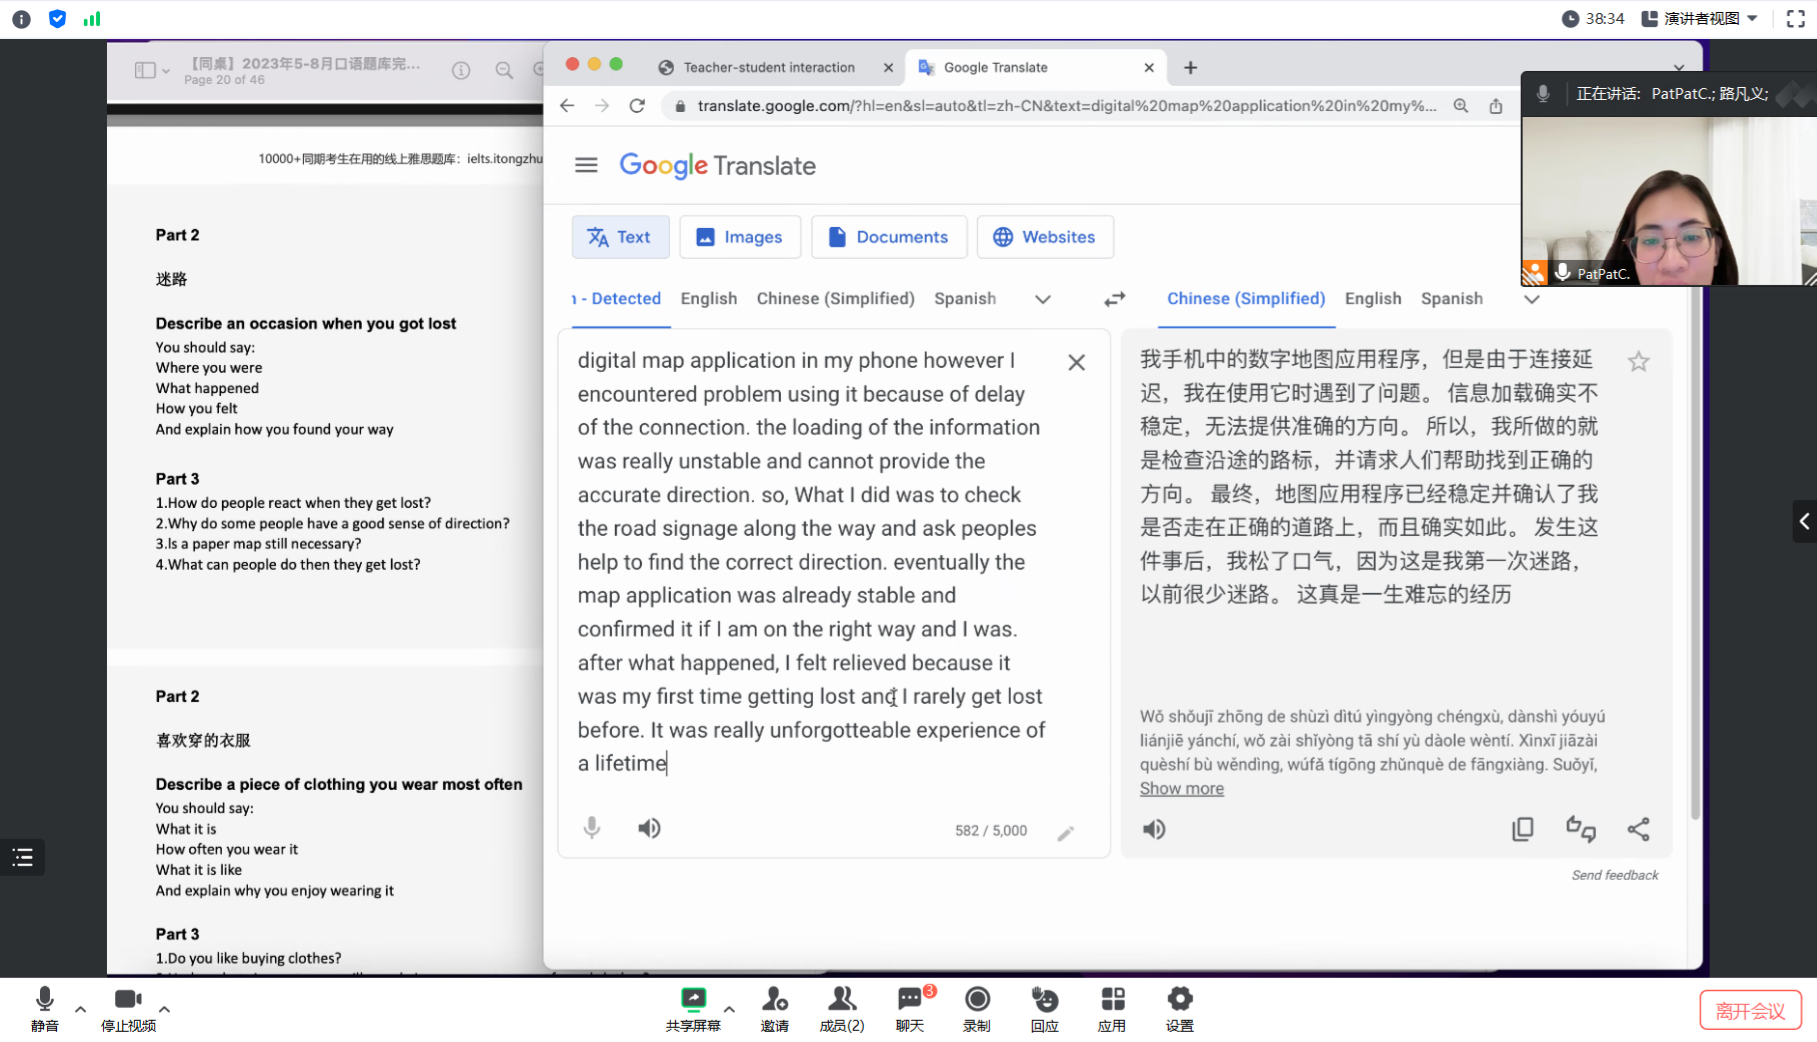 38:34
演讲者视图
【同桌】2023年5-8月口语题库完...
Page 20 of 46
Teacher-student interaction
Google Translate
translate.google.com/?hl=en&sl=auto&tl=zh-CN&text=digital%20map%20application%20in%20my%...
正在讲话: PatPatC.; 路凡义;
PatPatC.
10000+同期考生在用的线上雅思题库：ielts.itongzhu
Part 2
迷路
Describe an occasion when you got lost
You should say:
Where you were
What happened
How you felt
And explain how you found your way
Part 3
1.How do people react when they get lost?
2.Why do some people have a good sense of direction?
3.Is a paper map still necessary?
4.What can people do then they get lost?
Part 2
喜欢穿的衣服
Describe a piece of clothing you wear most often
You should say:
What it is
How often you wear it
What it is like
And explain why you enjoy wearing it
Part 3
1.Do you like buying clothes?
Google Translate
Text
Images
Documents
Websites
- Detected
English
Chinese (Simplified)
Spanish
Chinese (Simplified)
English
Spanish
digital map application in my phone however I
encountered problem using it because of delay
of the connection. the loading of the information
was really unstable and cannot provide the
accurate direction. so, What I did was to check
the road signage along the way and ask peoples
help to find the correct direction. eventually the
map application was already stable and
confirmed it if I am on the right way and I was.
after what happened, I felt relieved because it
was my first time getting lost and I rarely get lost
before. It was really unforgotteable experience of
a lifetime
582 / 5,000
我手机中的数字地图应用程序，但是由于连接延
迟，我在使用它时遇到了问题。 信息加载确实不
稳定，无法提供准确的方向。 所以，我所做的就
是检查沿途的路标，并请求人们帮助找到正确的
方向。 最终，地图应用程序已经稳定并确认了我
是否走在正确的道路上，而且确实如此。 发生这
件事后，我松了口气，因为这是我第一次迷路，
以前很少迷路。 这真是一生难忘的经历
Wǒ shǒujī zhōng de shùzì dìtú yìngyòng chéngxù, dànshì yóuyú
liánjiē yánchí, wǒ zài shǐyòng tā shí yù dàole wèntí. Xìnxī jiāzài
quèshí bù wěndìng, wúfǎ tígōng zhǔnquè de fāngxiàng. Suǒyǐ,
Show more
Send feedback
静音
停止视频
共享屏幕
邀请
成员(2)
聊天
3
录制
回应
应用
设置
离开会议